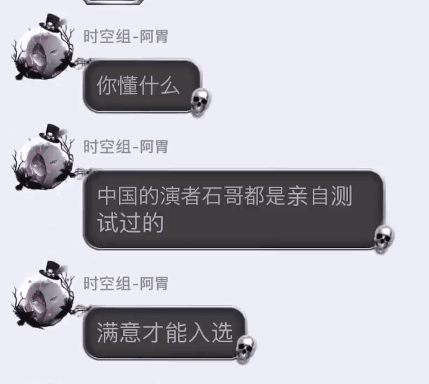 时空组-阿胃
你懂什么
时空组-阿胃
中国的演者石哥都是亲自测
试过的
时空组-阿胃
满意才能入选